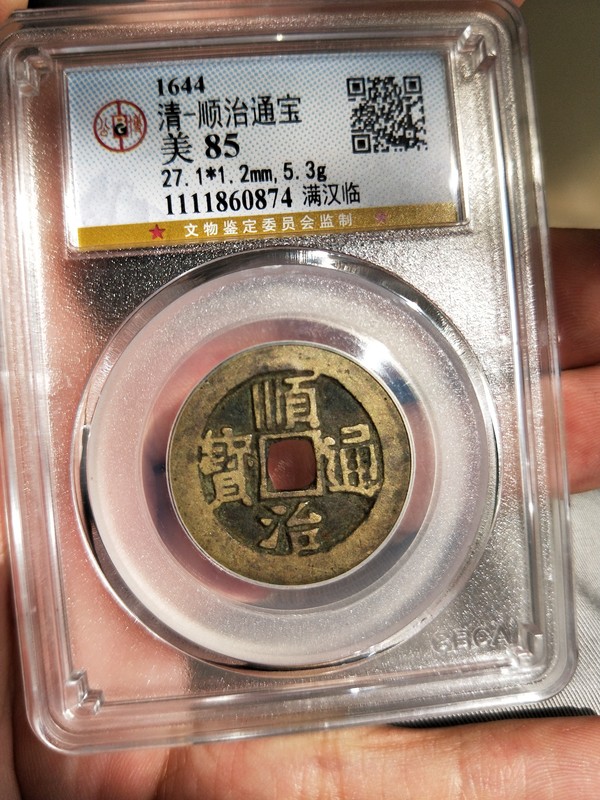 1644
清-顺治通宝
美 85
27.1*1.2mm,5.3g
1111860874 满汉临
文物鉴定委员会监制
順
寶 通
治